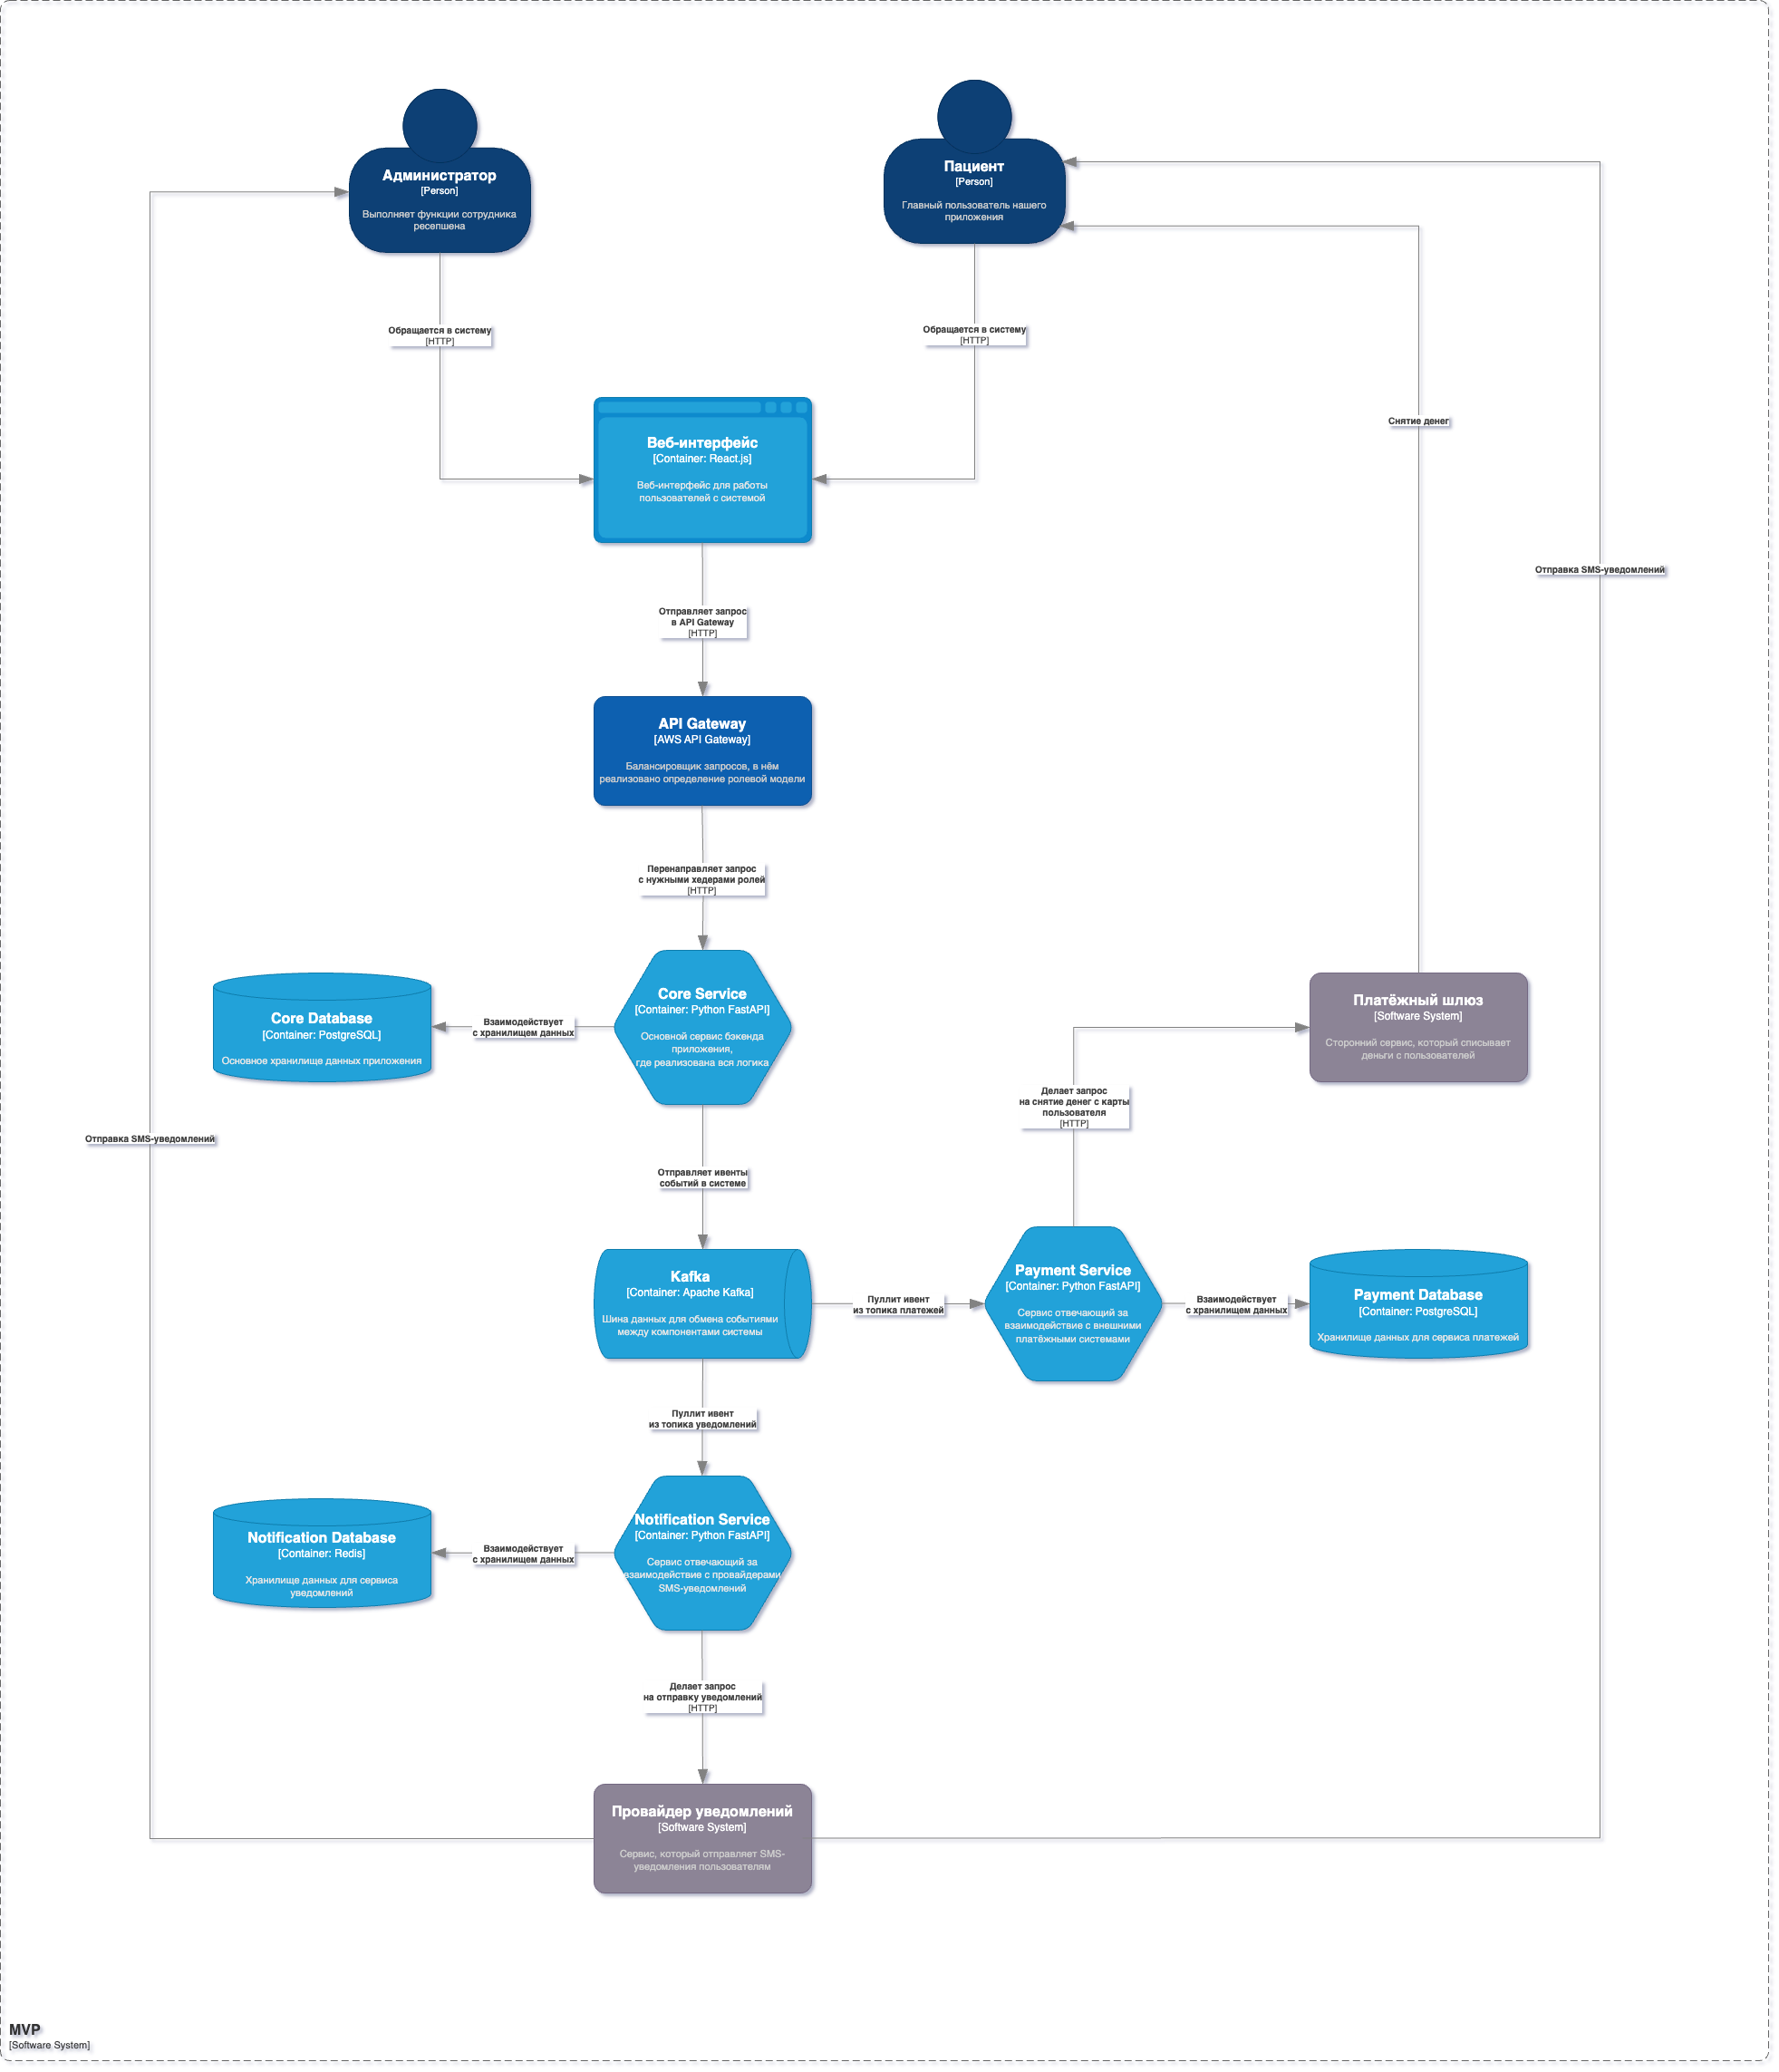 Администратор
[Person]
Выполняет функции сотрудника
ресепшена
Пациент
[Person]
Главный пользователь нашего
приложения
Обращается в систему
[HTTP]
Обращается в систему
[HTTP]
Снятие денег
Веб-интерфейс
[Container: React.js]
Веб-интерфейс для работы
пользователей с системой
Отправка SMS-уведомлений
Отправляет запрос
в API Gateway
[HTTP]
API Gateway
[AWS API Gateway]
Балансировщик запросов, в нём
реализовано определение ролевой модели
Перенаправляет запрос
с нужными хедерами ролей
[HTTP]
Core Database
[Container: PostgreSQL]
Основное хранилище данных приложения
Взаимодействует
с хранилищем данных
Core Service
[Container: Python FastAPI]
Основной сервис бэкенда
приложения,
где реализована вся логика
Платёжный шлюз
[Software System]
Сторонний сервис, который списывает
деньги с пользователей
Делает запрос
на снятие денег с карты
пользователя
[HTTP]
Отправка SMS-уведомлений
Отправляет ивенты
событий в системе
Kafka
[Container: Apache Kafka]
Шина данных для обмена событиями
между компонентами системы
Пуллит ивент
из топика платежей
Payment Service
[Container: Python FastAPI]
Сервис отвечающий за
взаимодействие с внешними
платёжными системами
Взаимодействует
с хранилищем данных
Payment Database
[Container: PostgreSQL]
Хранилище данных для сервиса платежей
Пуллит ивент
из топика уведомлений
Notification Database
[Container: Redis]
Хранилище данных для сервиса
уведомлений
Взаимодействует
с хранилищем данных
Notification Service
[Container: Python FastAPI]
Сервис отвечающий за
взаимодействие с провайдерами
SMS-уведомлений
Делает запрос
на отправку уведомлений
[HTTP]
Провайдер уведомлений
[Software System]
Сервис, который отправляет SMS-
уведомления пользователям
MVP
[Software System]